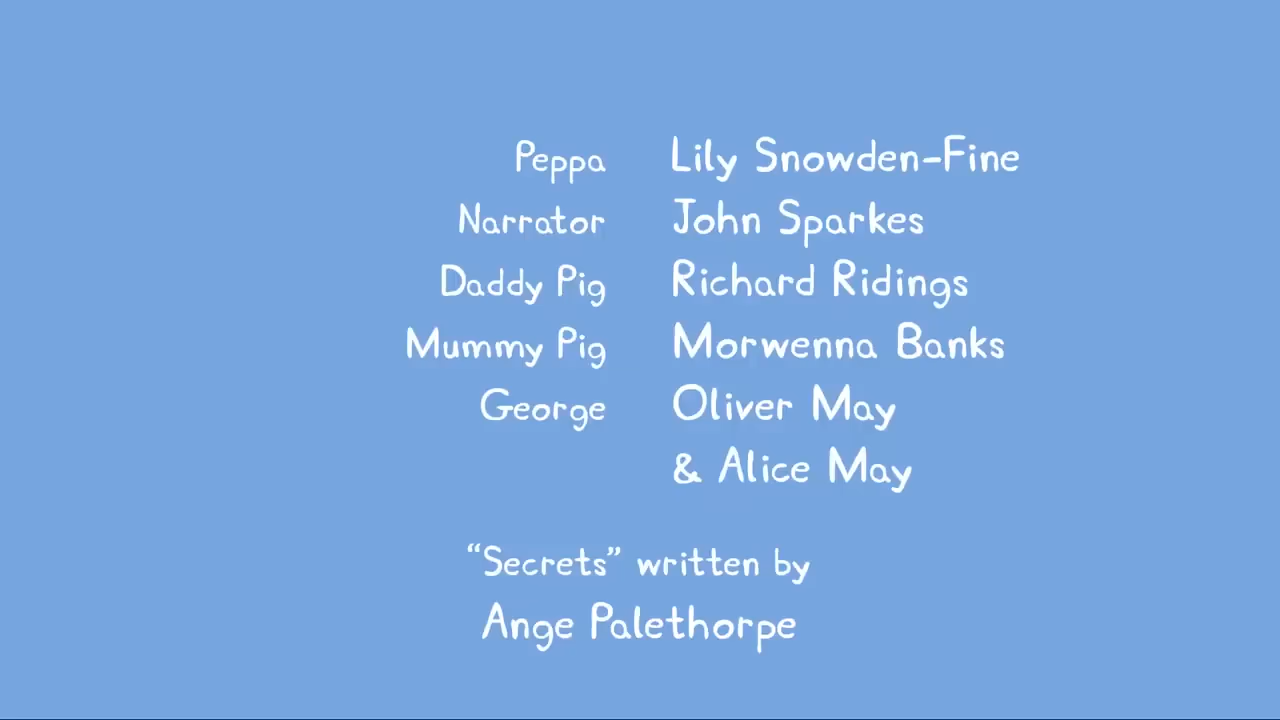 Peppa Lily Snowden-Fine
Narrator John Sparkes
Daddy Pig Richard Ridings
Mummy Pig Morwenna Banks
George Oliver May
& Alice May
“Secrets” written by
Ange Palethorpe